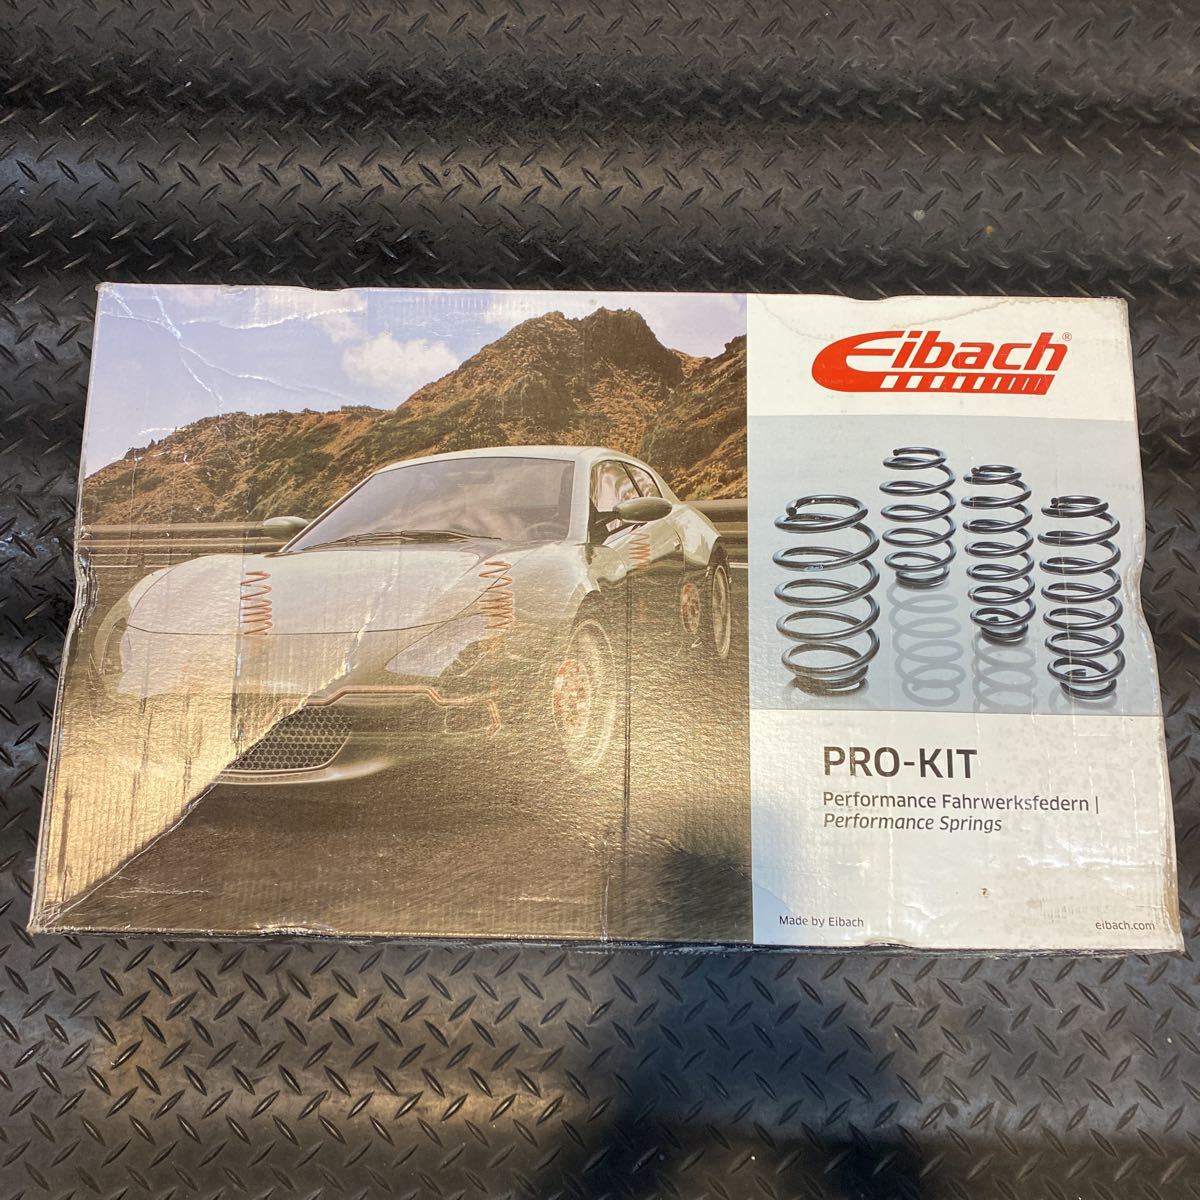 Eibach®
PRO-KIT
Performance Fahrwerksfedern |
Performance Springs
Made by Eibach
eibach.com